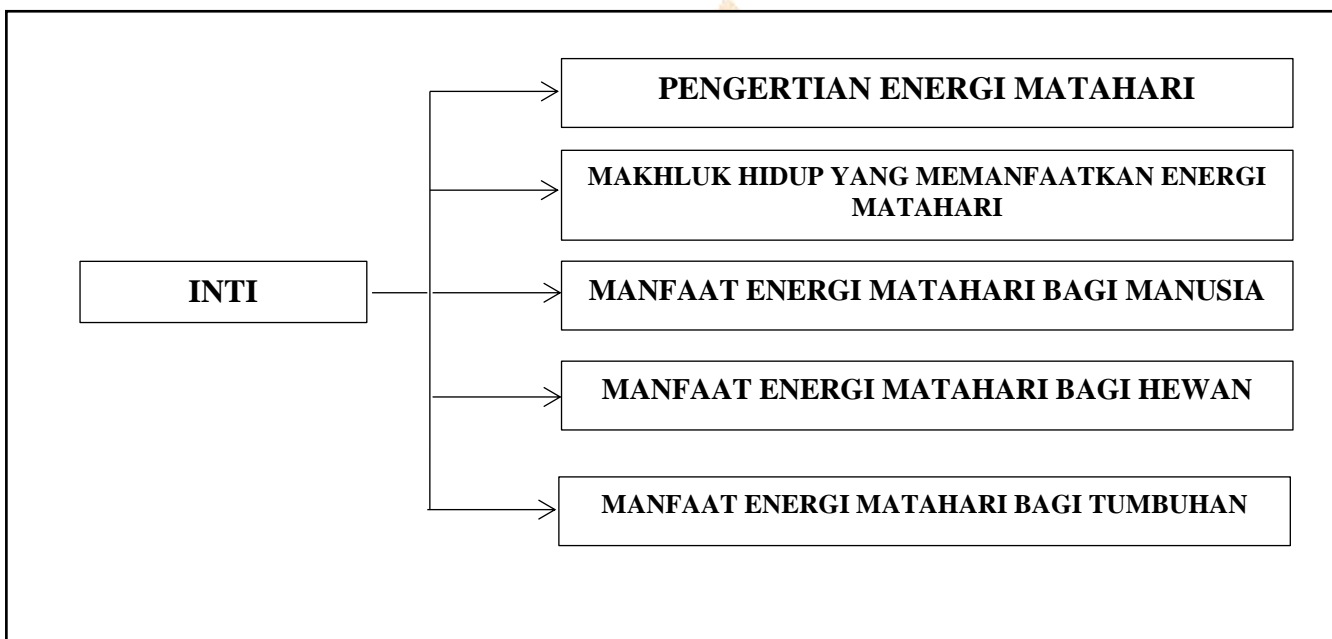 PENGERTIAN ENERGI MATAHARI
MAKHLUK HIDUP YANG MEMANFAATKAN ENERGI
MATAHARI
INTI
MANFAAT ENERGI MATAHARI BAGI MANUSIA
MANFAAT ENERGI MATAHARI BAGI HEWAN
MANFAAT ENERGI MATAHARI BAGI TUMBUHAN